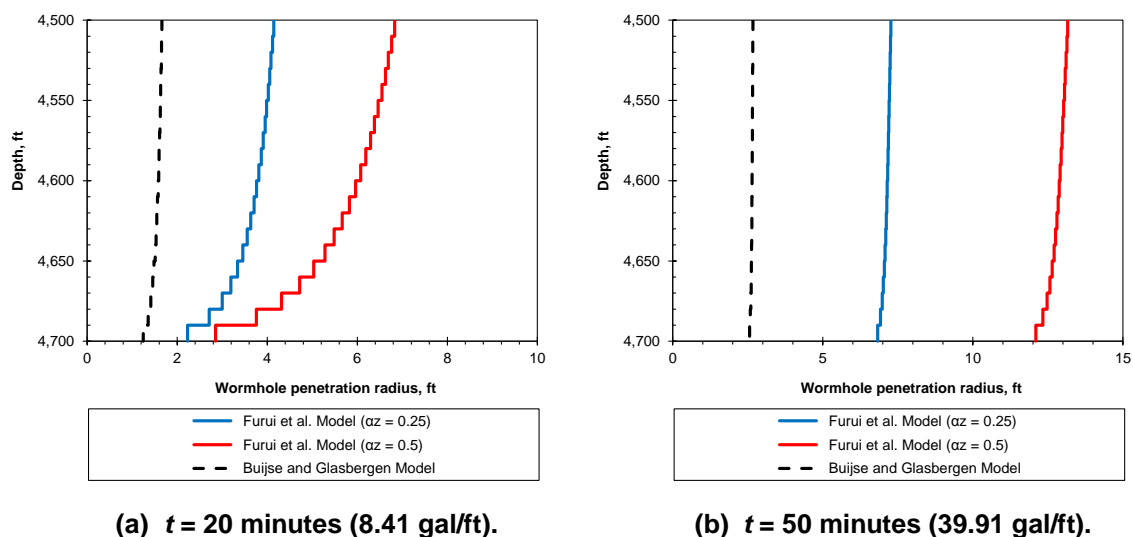 4,500
4,550
4,600
4,650
4,700
Depth, ft
0 2 4 6 8 10
Wormhole penetration radius, ft
Furui et al. Model (αz = 0.25)
Furui et al. Model (αz = 0.5)
Buijse and Glasbergen Model
(a) t = 20 minutes (8.41 gal/ft).
4,500
4,550
4,600
4,650
4,700
Depth, ft
0 5 10 15
Wormhole penetration radius, ft
Furui et al. Model (αz = 0.25)
Furui et al. Model (αz = 0.5)
Buijse and Glasbergen Model
(b) t = 50 minutes (39.91 gal/ft).